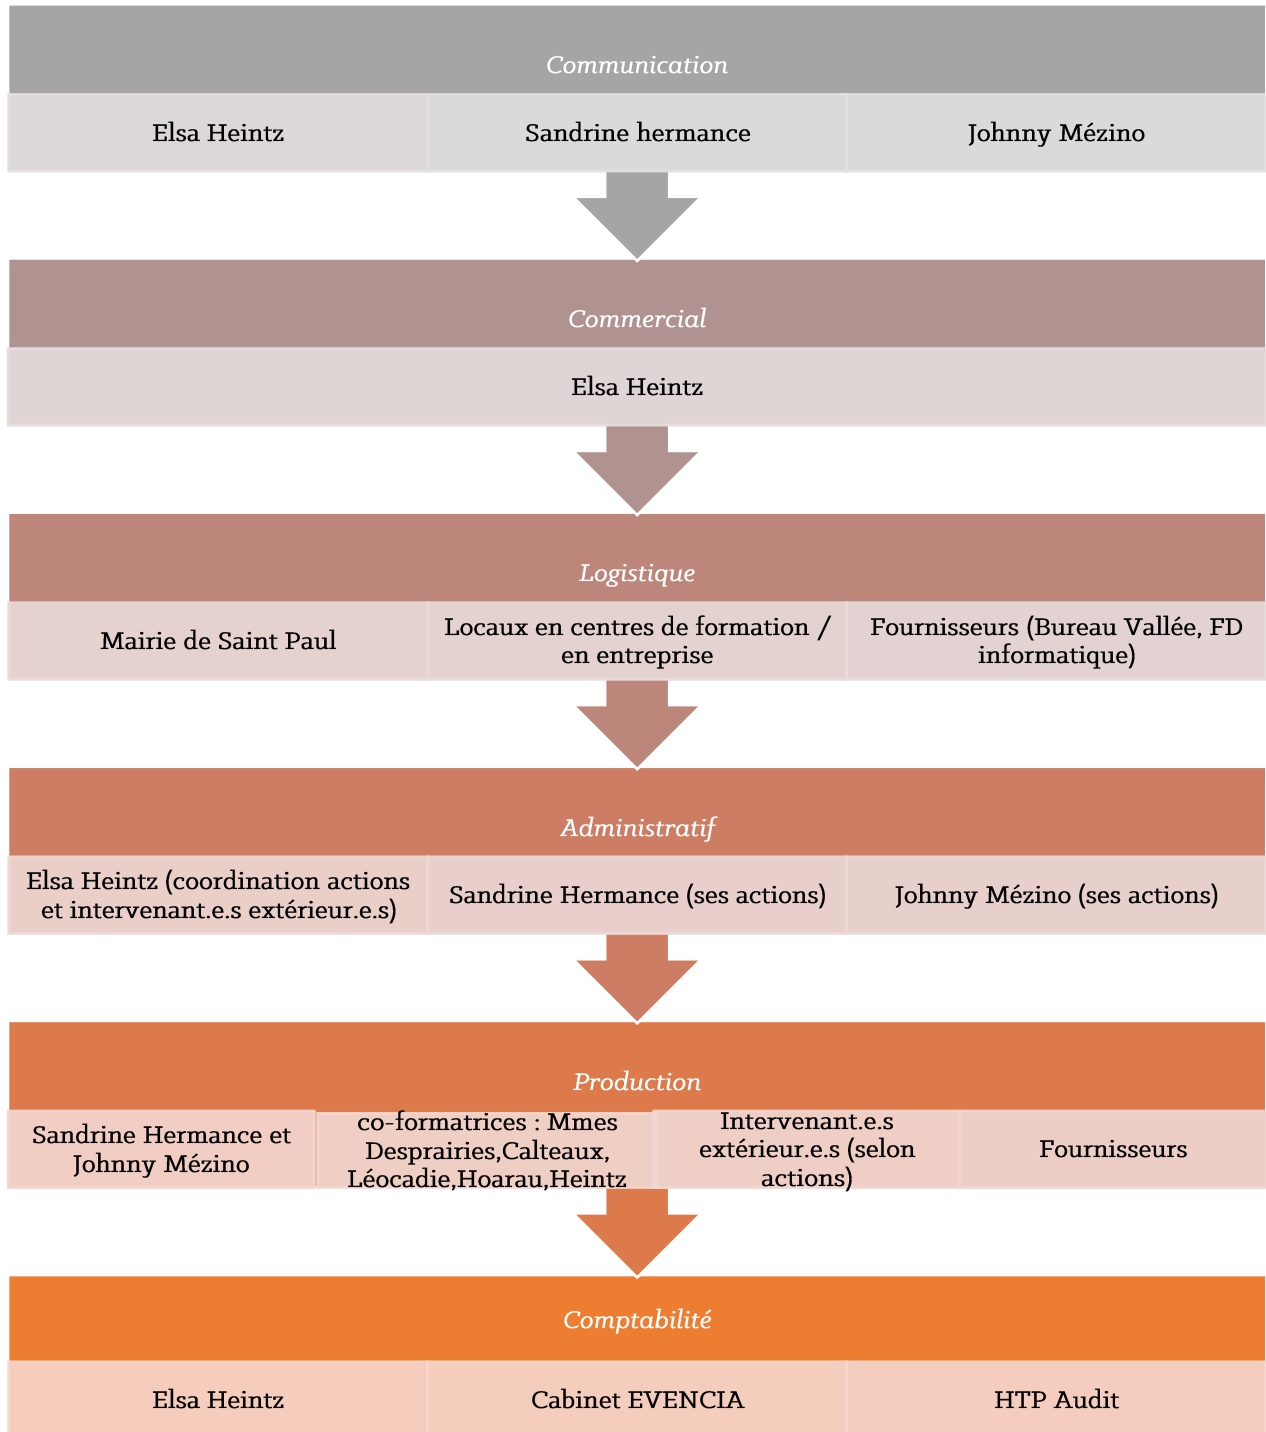 Communication
Elsa Heintz
Sandrine hermance
Johnny Mézino
Commercial
Elsa Heintz
Logistique
Mairie de Saint Paul
Locaux en centres de formation /
en entreprise
Fournisseurs (Bureau Vallée, FD
informatique)
Administratif
Elsa Heintz (coordination actions
et intervenant.e.s extérieur.e.s)
Sandrine Hermance (ses actions)
Johnny Mézino (ses actions)
Production
Sandrine Hermance et
Johnny Mézino
co-formatrices : Mmes
Desprairies,Calteaux,
Léocadie,Hoarau,Heintz
Intervenant.e.s
extérieur.e.s (selon
actions)
Fournisseurs
Comptabilité
Elsa Heintz
Cabinet EVENCIA
HTP Audit